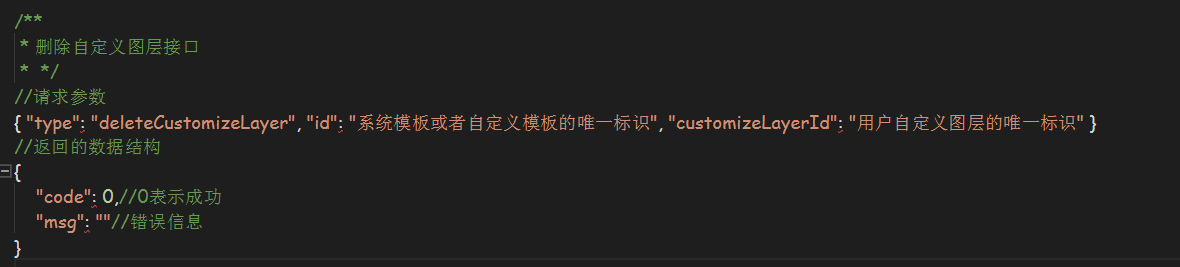 /**
* 删除自定义图层接口
* */
//请求参数
{ "type": "deleteCustomizeLayer", "id": "系统模板或者自定义模板的唯一标识", "customizeLayerId": "用户自定义图层的唯一标识" }
//返回的数据结构
{
"code": 0,//0表示成功
"msg": ""//错误信息
}